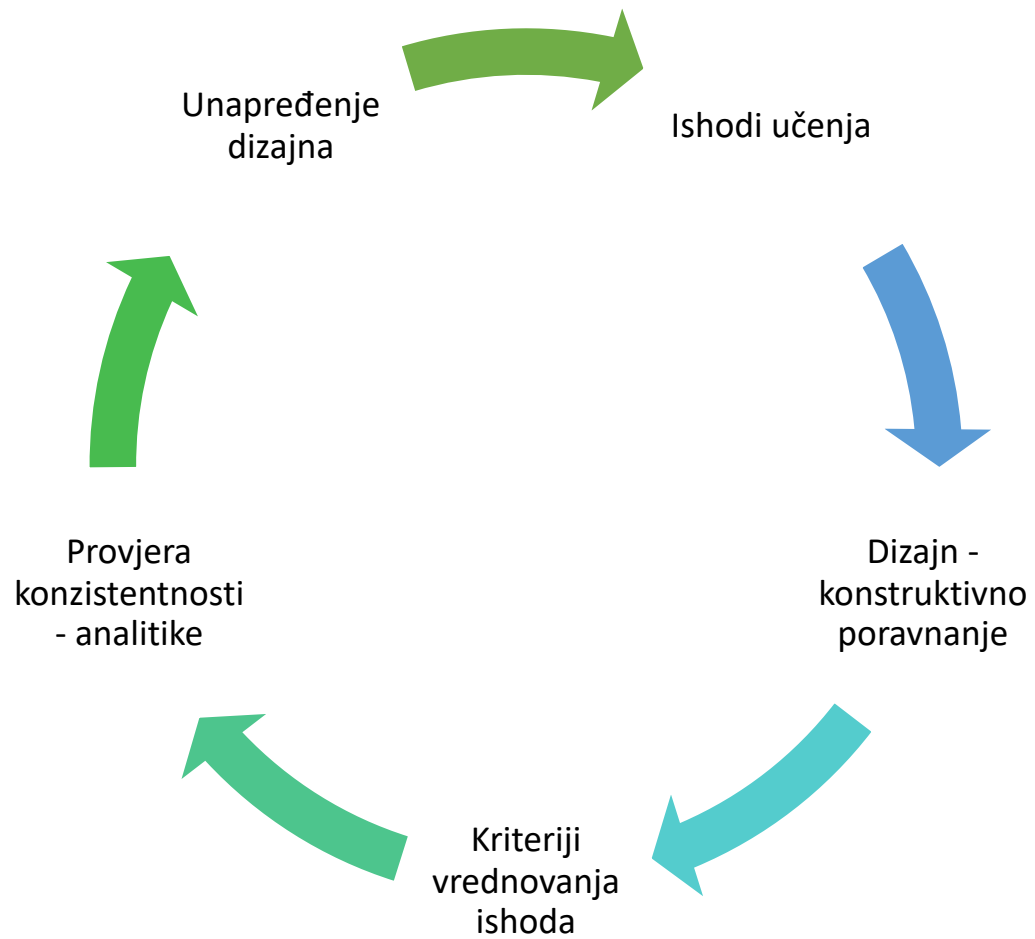 Unapređenje
dizajna
Ishodi učenja
Dizajn -
konstruktivno
poravnanje
Kriteriji
vrednovanja
ishoda
Provjera
konzistentnosti
- analitike